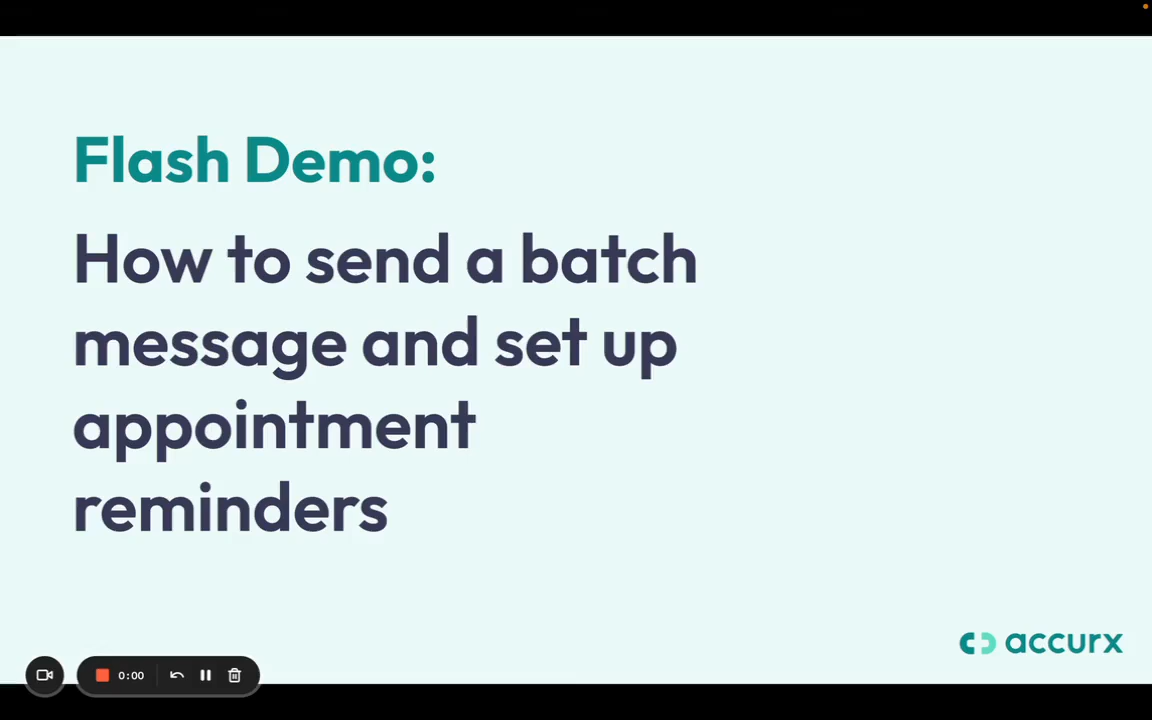 Flash Demo:
How to send a batch
message and set up
appointment
reminders
accurx
0:00